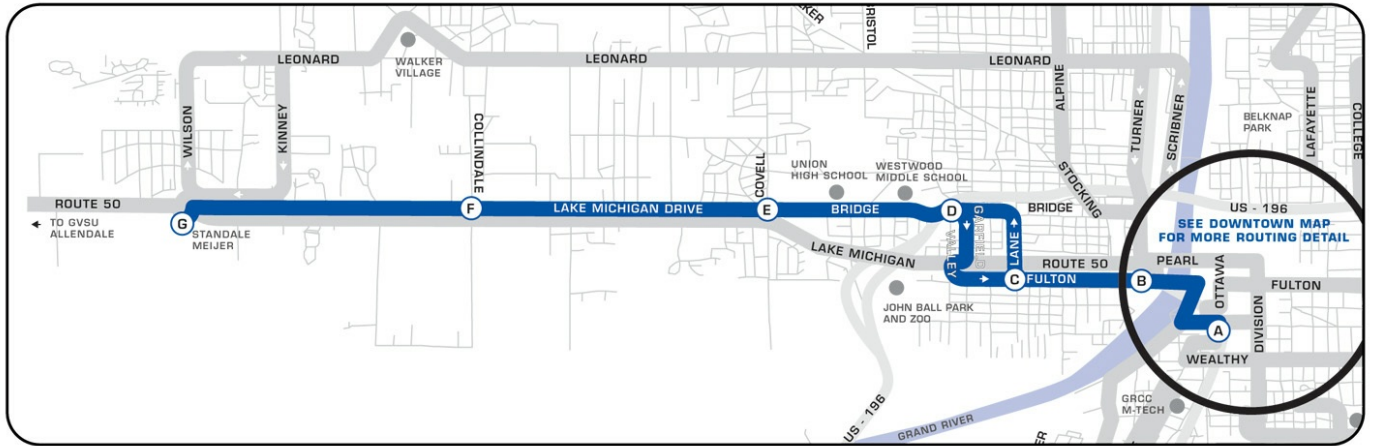 LEONARD
WALKER
VILLAGE
LEONARD
LEONARD
RISTOL
ALPINE
TURNER
SCRIBNER
BELKNAP
PARK
LAFAYETTE
COLLEGE
WILSON
KINNEY
COLLINDALE
COVELL
UNION
HIGH SCHOOL
WESTWOOD
MIDDLE SCHOOL
STOCKING
ROUTE 50
TO GVSU
ALLENDALE
G
STANDALE
MEIJER
F
LAKE MICHIGAN DRIVE
E
BRIDGE
D
GARFIELD
BRIDGE
US - 196
SEE DOWNTOWN MAP
FOR MORE ROUTING DETAIL
LAKE MICHIGAN
VALLEY
LANE
ROUTE 50
PEARL
OTTAWA
C
FULTON
B
FULTON
JOHN BALL PARK
AND ZOO
A
DIVISION
WEALTHY
US - 196
GRAND RIVER
GRCC
M-TECH